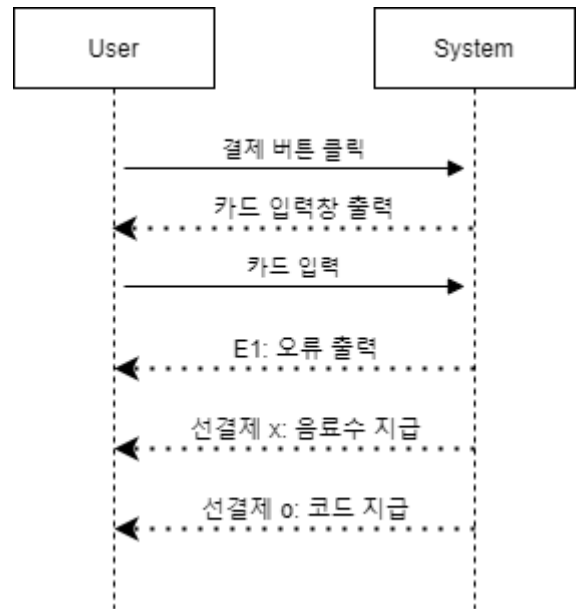 User
System
결제 버튼 클릭
카드 입력창 출력
카드 입력
E1: 오류 출력
선결제 x: 음료수 지급
선결제 o: 코드 지급